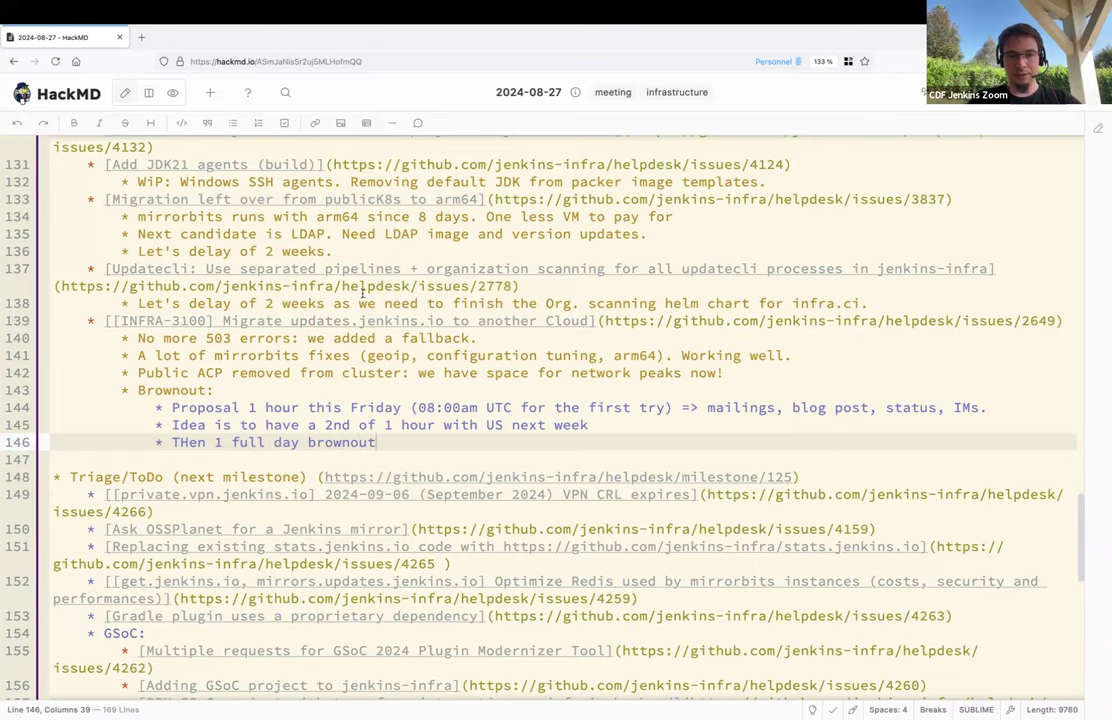 2024-08-27 - HackMD
https://hackmd.io/ASmJaNisSr2uj5MLHofmQQ
Personnel
133 %
CDF Jenkins Zoom
HackMD
2024-08-27
meeting
infrastructure
issues/4132)
131 * [Add JDK21 agents (build)](https://github.com/jenkins-infra/helpdesk/issues/4124)
132 * WiP: Windows SSH agents. Removing default JDK from packer image templates.
133 * [Migration left over from publicK8s to arm64](https://github.com/jenkins-infra/helpdesk/issues/3837)
134 * mirrorbits runs with arm64 since 8 days. One less VM to pay for
135 * Next candidate is LDAP. Need LDAP image and version updates.
136 * Let's delay of 2 weeks.
137 * [Updatecli: Use separated pipelines + organization scanning for all updatecli processes in jenkins-infra]
(https://github.com/jenkins-infra/helpdesk/issues/2778)
138 * Let's delay of 2 weeks as we need to finish the Org. scanning helm chart for infra.ci.
139 * [[INFRA-3100] Migrate updates.jenkins.io to another Cloud](https://github.com/jenkins-infra/helpdesk/issues/2649)
140 * No more 503 errors: we added a fallback.
141 * A lot of mirrorbits fixes (geoip, configuration tuning, arm64). Working well.
142 * Public ACP removed from cluster: we have space for network peaks now!
143 * Brownout:
144 * Proposal 1 hour this Friday (08:00am UTC for the first try) => mailings, blog post, status, IMs.
145 * Idea is to have a 2nd of 1 hour with US next week
146 * THen 1 full day brownout
147
148 * Triage/ToDo (next milestone) (https://github.com/jenkins-infra/helpdesk/milestone/125)
149 * [[private.vpn.jenkins.io] 2024-09-06 (September 2024) VPN CRL expires](https://github.com/jenkins-infra/helpdesk/
issues/4266)
150 * [Ask OSSPlanet for a Jenkins mirror](https://github.com/jenkins-infra/helpdesk/issues/4159)
151 * [Replacing existing stats.jenkins.io code with https://github.com/jenkins-infra/stats.jenkins.io](https://
github.com/jenkins-infra/helpdesk/issues/4265 )
152 * [[get.jenkins.io, mirrors.updates.jenkins.io] Optimize Redis used by mirrorbits instances (costs, security and
performances)](https://github.com/jenkins-infra/helpdesk/issues/4259)
153 * [Gradle plugin uses a proprietary dependency](https://github.com/jenkins-infra/helpdesk/issues/4263)
154 * GSoC:
155 * [Multiple requests for GSoC 2024 Plugin Modernizer Tool](https://github.com/jenkins-infra/helpdesk/
issues/4262)
156 * [Adding GSoC project to jenkins-infra](https://github.com/jenkins-infra/helpdesk/issues/4260)
Line 146, Columns 39 — 169 Lines
Spaces: 4
Breaks
SUBLIME
Length: 9760